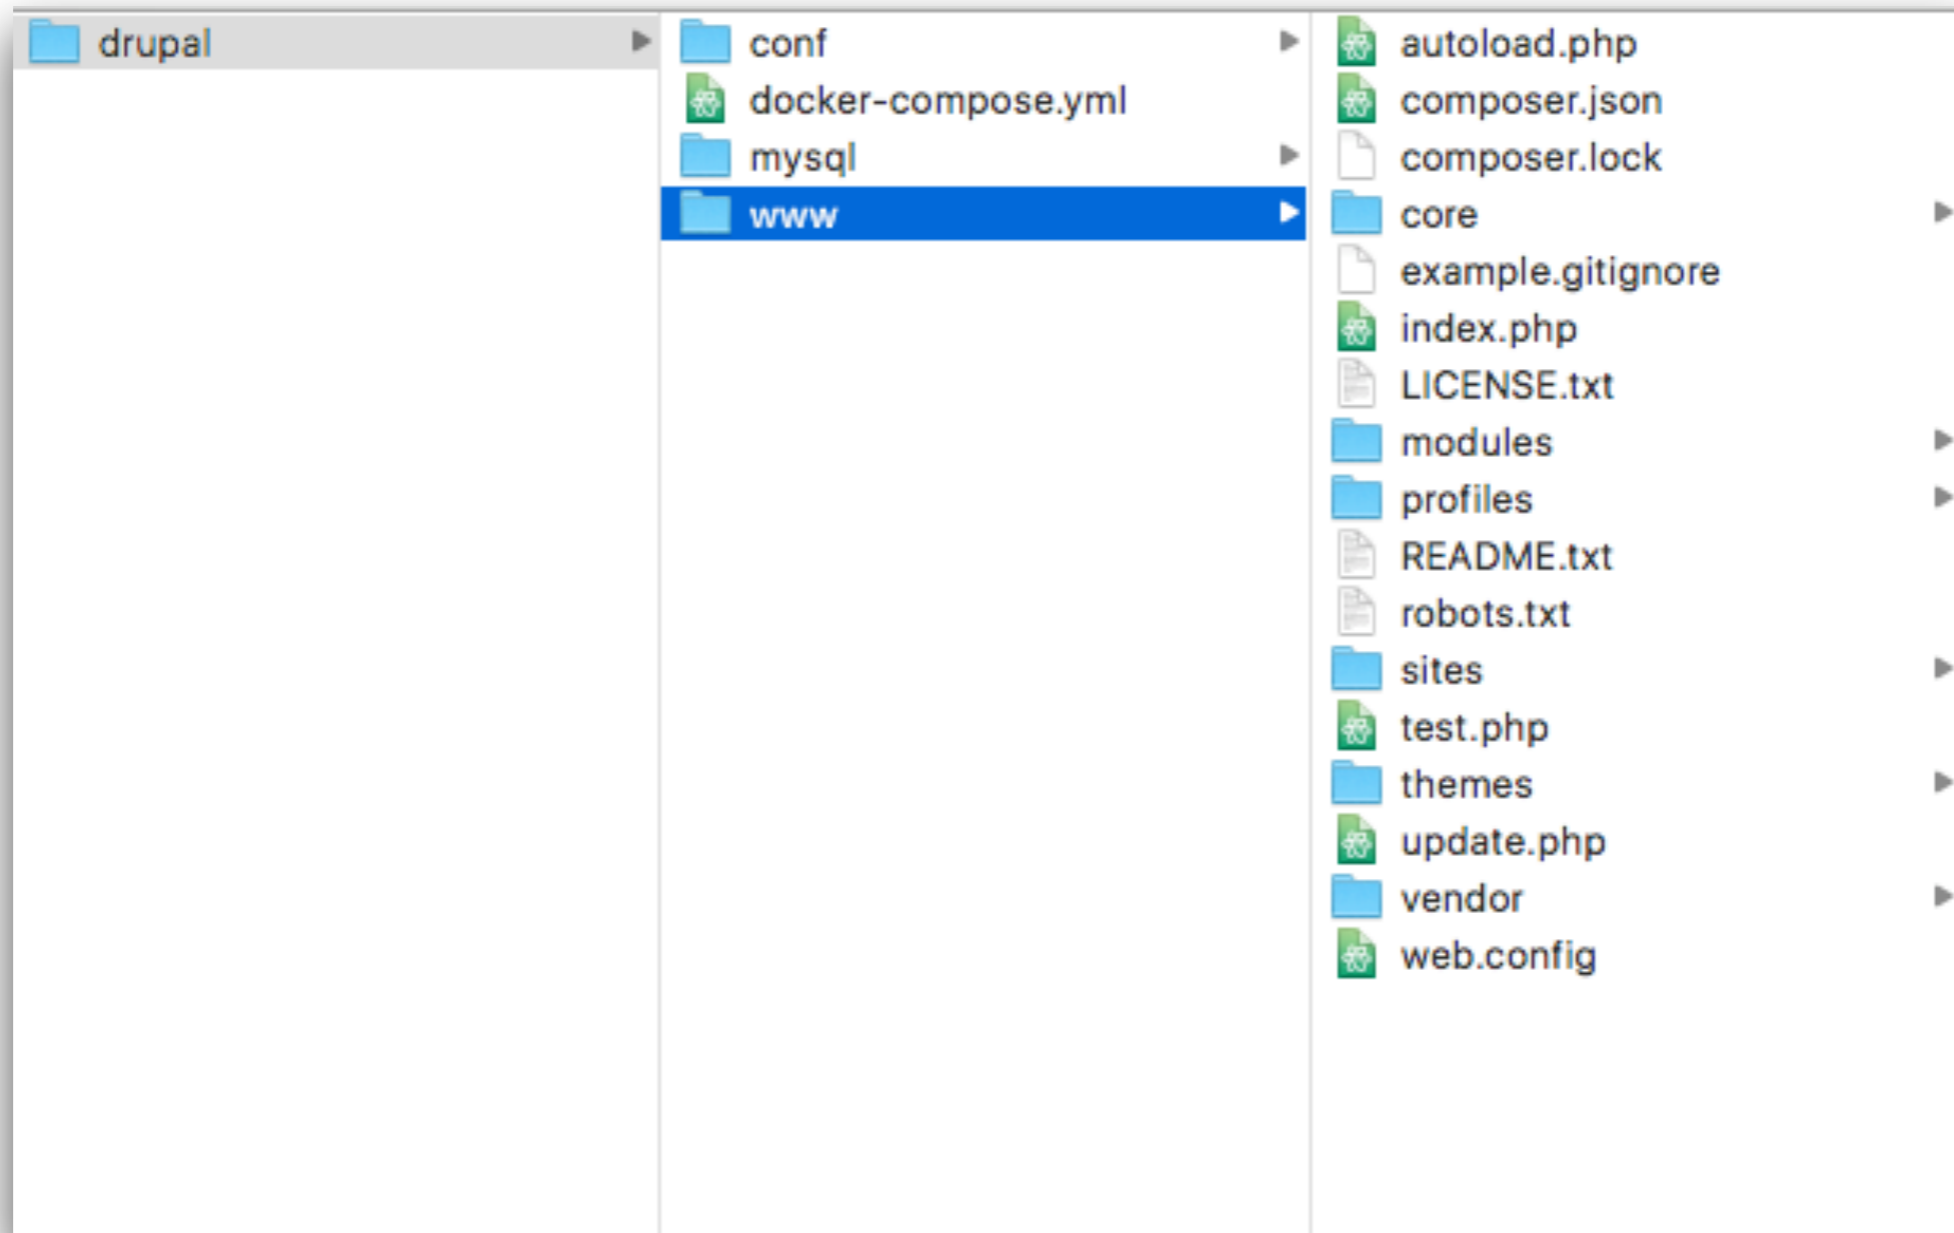 drupal
conf
docker-compose.yml
mysql
www
autoload.php
composer.json
composer.lock
core
example.gitignore
index.php
LICENSE.txt
modules
profiles
README.txt
robots.txt
sites
test.php
themes
update.php
vendor
web.config